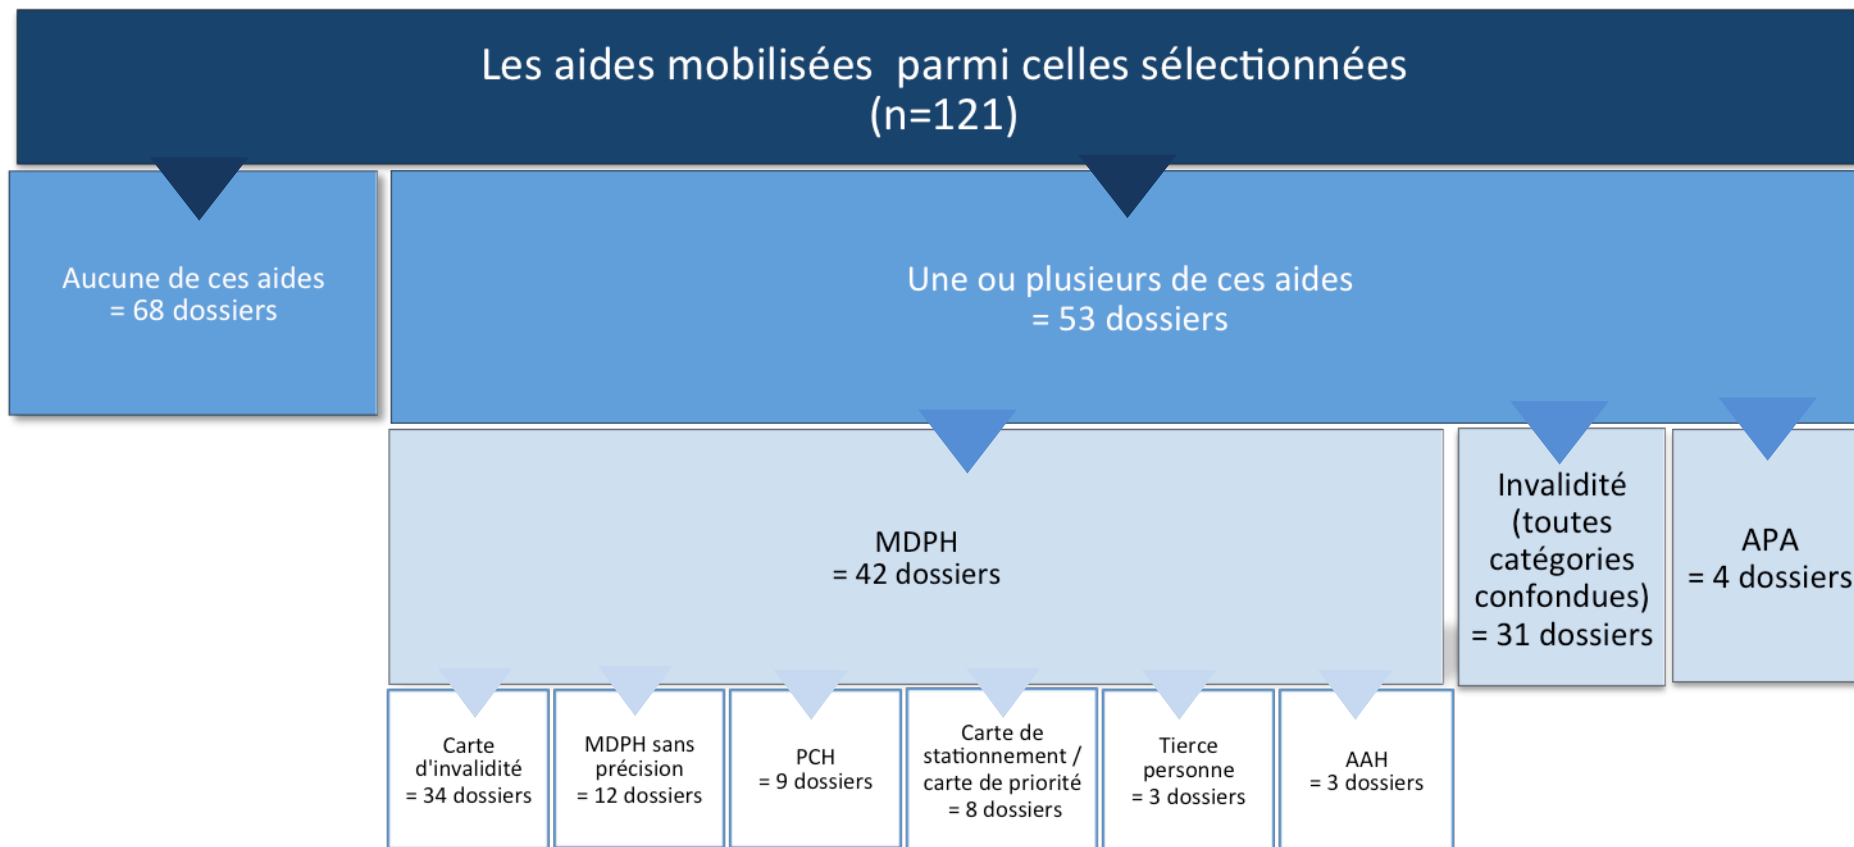 Les aides mobilisées parmi celles sélectionnées
(n=121)
Aucune de ces aides
= 68 dossiers
Une ou plusieurs de ces aides
= 53 dossiers
MDPH
= 42 dossiers
Invalidité
(toutes
catégories
confondues)
= 31 dossiers
APA
= 4 dossiers
Carte
d'invalidité
= 34 dossiers
MDPH sans
précision
= 12 dossiers
PCH
= 9 dossiers
Carte de
stationnement /
carte de priorité
= 8 dossiers
Tierce
personne
= 3 dossiers
AAH
= 3 dossiers